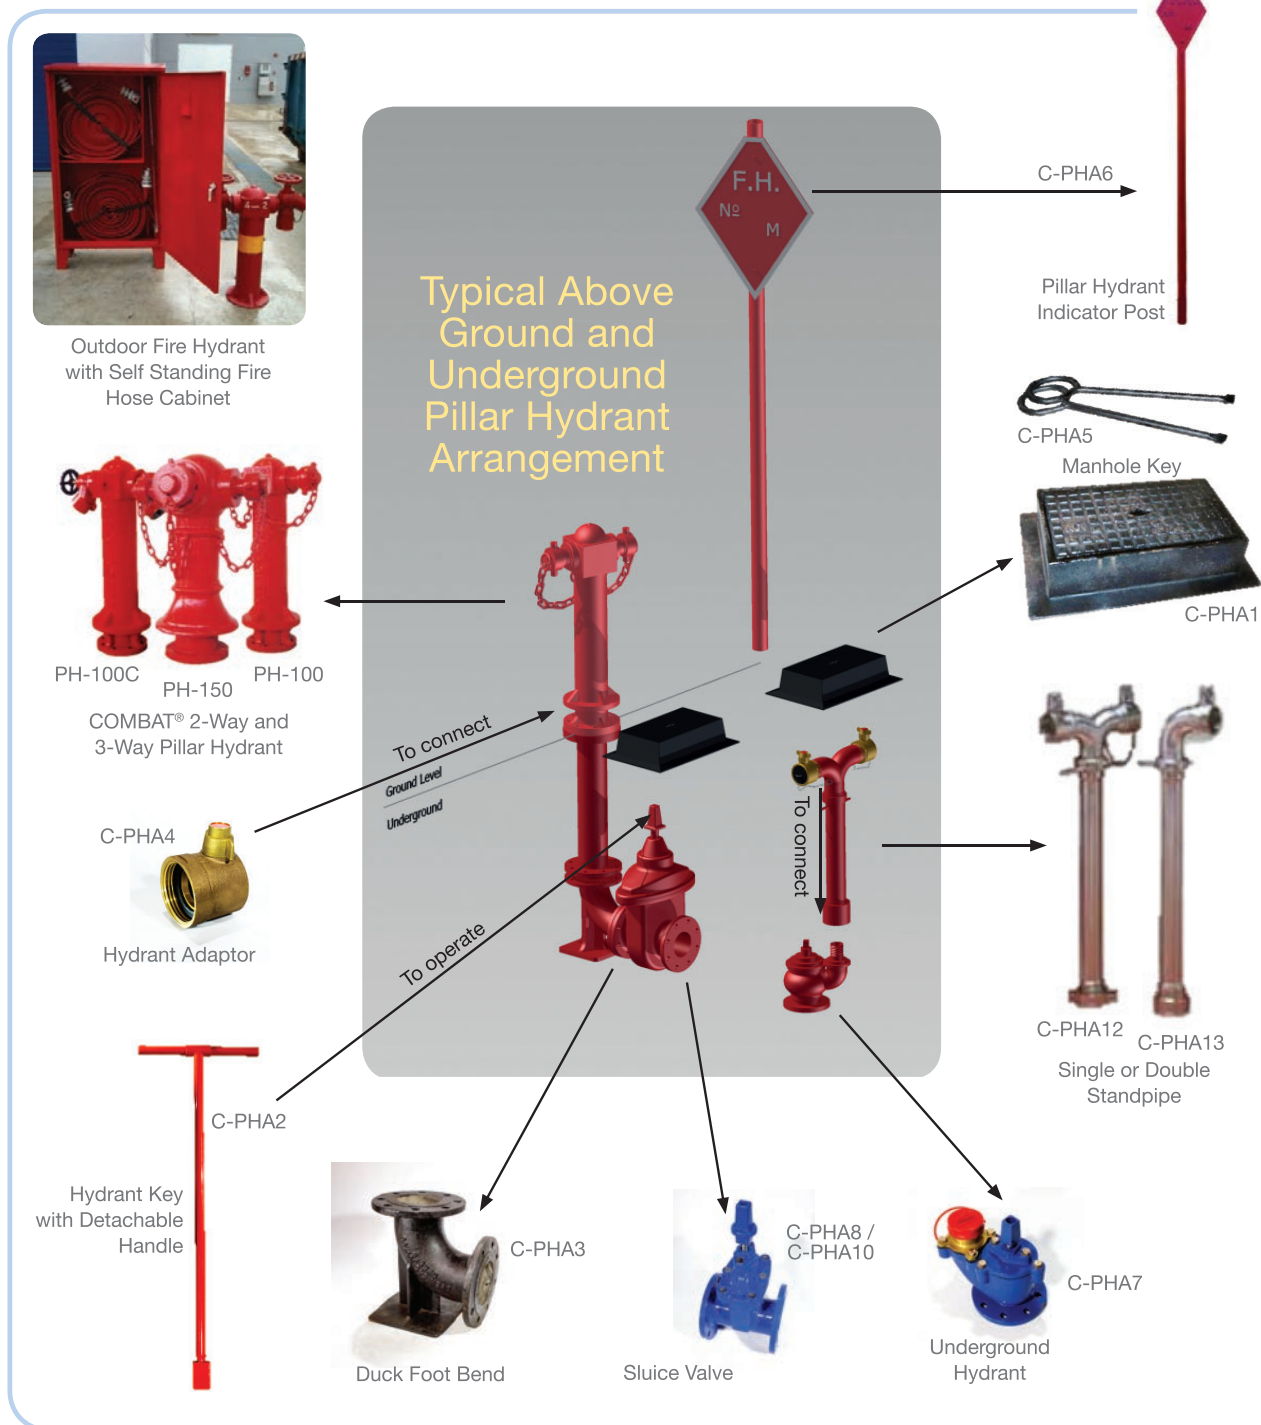 C-PHA6
F.H.
Nº
M
Typical Above
Ground and
Underground
Pillar Hydrant
Arrangement
Pillar Hydrant
Indicator Post
4-2
Outdoor Fire Hydrant
with Self Standing Fire
Hose Cabinet
C-PHA5
Manhole Key
C-PHA1
PH-100C
PH-150
PH-100
COMBAT® 2-Way and
3-Way Pillar Hydrant
To connect
Ground Level
Underground
To connect
C-PHA4
Hydrant Adaptor
To operate
C-PHA12
C-PHA13
Single or Double
Standpipe
C-PHA2
Hydrant Key
with Detachable
Handle
C-PHA3
Duck Foot Bend
C-PHA8 /
C-PHA10
Sluice Valve
C-PHA7
Underground
Hydrant